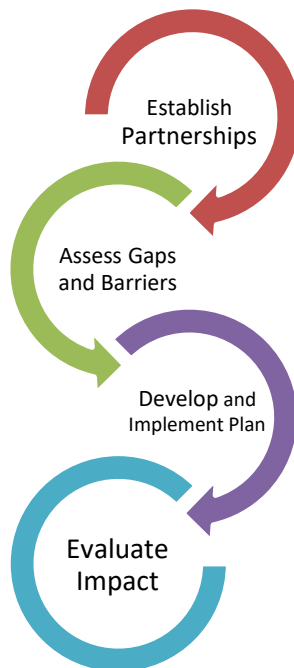 Establish
Partnerships
Assess Gaps
and Barriers
Develop and
Implement Plan
Evaluate
Impact